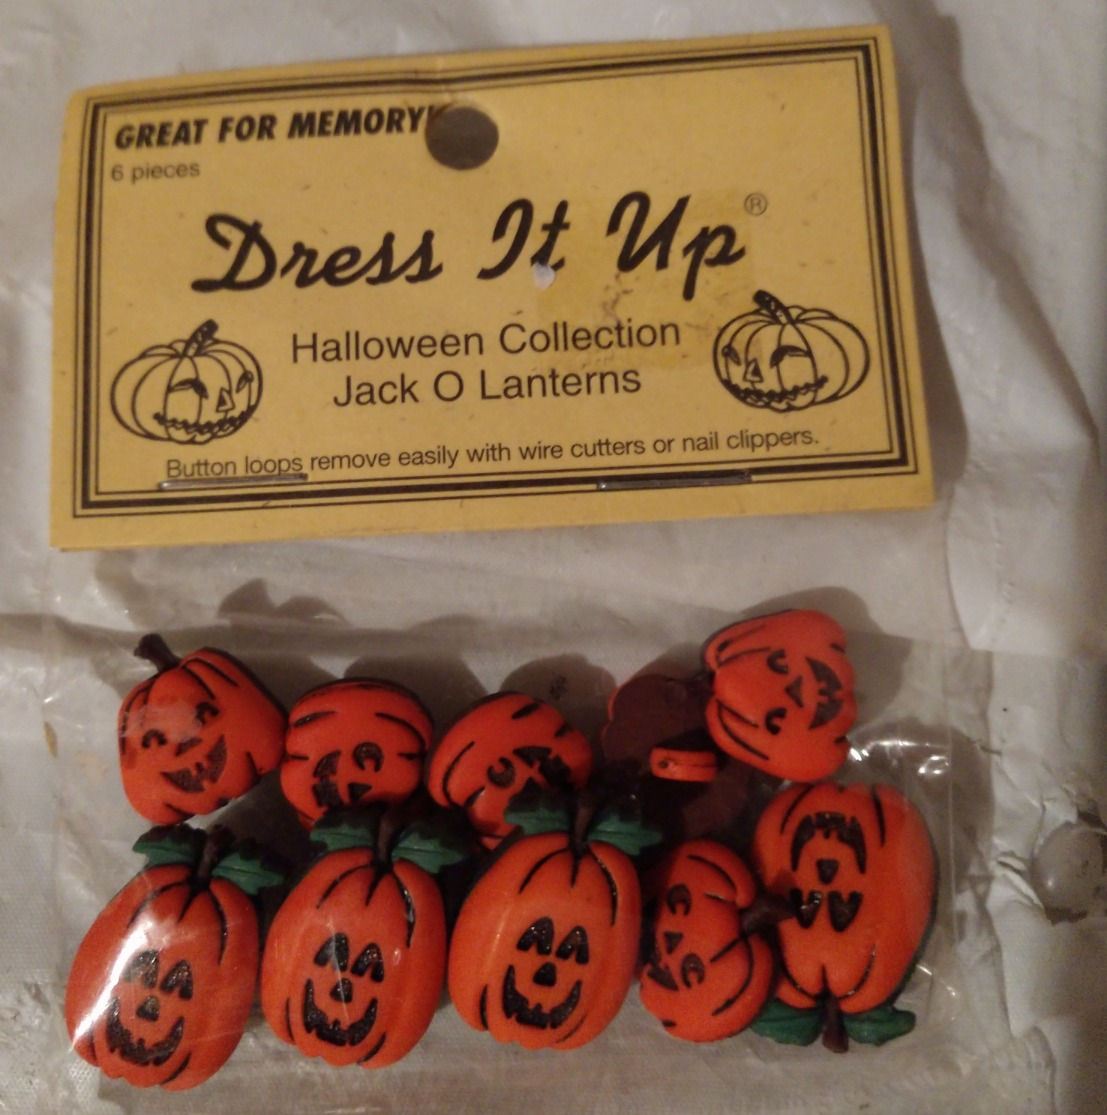 GREAT FOR MEMORY
6 pieces
Dress It Up®
Halloween Collection
Jack O Lanterns
Button loops remove easily with wire cutters or nail clippers.